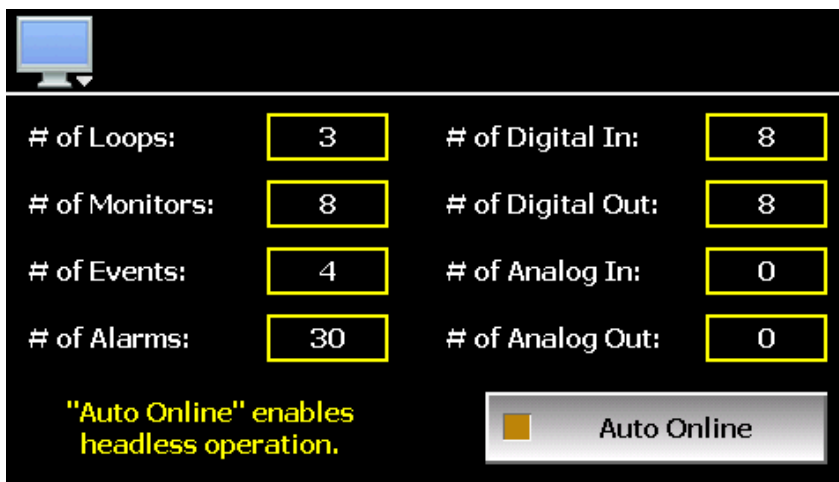 # of Loops: 3 # of Digital In: 8
# of Monitors: 8 # of Digital Out: 8
# of Events: 4 # of Analog In: 0
# of Alarms: 30 # of Analog Out: 0
"Auto Online" enables
headless operation.
Auto Online